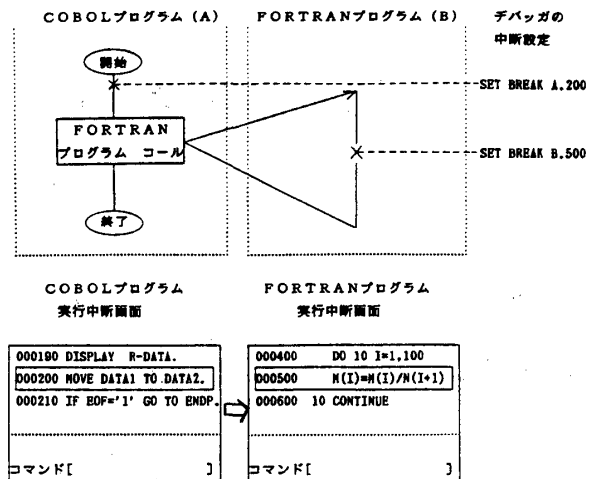 COBOLプログラム（A）
FORTRANプログラム（B）
デバッガの
中断設定
開始
SET BREAK A.200
FORTRAN
プログラム コール
SET BREAK B.500
終了
COBOLプログラム
実行中断画面
FORTRANプログラム
実行中断画面
000190 DISPLAY R-DATA.
000200 MOVE DATA1 TO DATA2.
000210 IF EOF='1' GO TO ENDP.
コマンド[ ]
000400 DO 10 I=1,100
000500 M(I)=M(I)/N(I+1)
000600 10 CONTINUE
コマンド[ ]